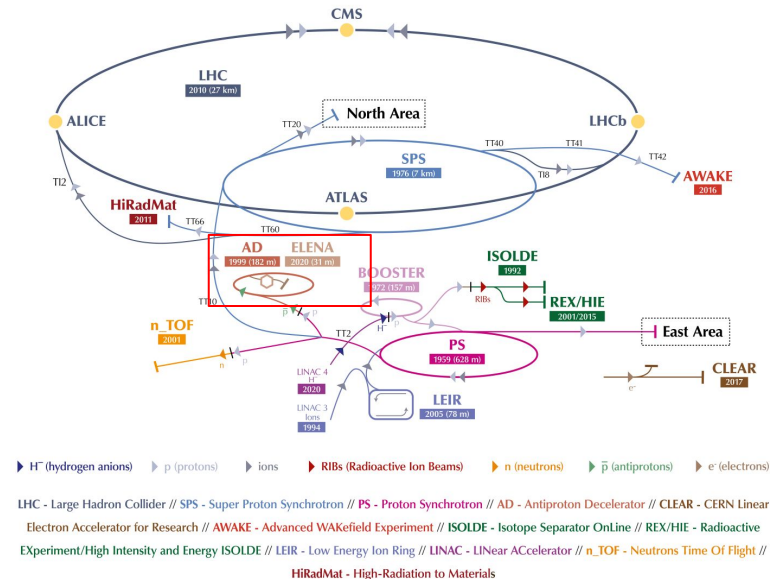 CMS
LHC
2010 (27 km)
ALICE
LHCb
TT20
North Area
SPS
1976 (7 km)
TT40
TT41
TI8
TT42
AWAKE
2016
TI2
ATLAS
HiRadMat
2011
TT66
TT60
AD
1999 (182 m)
ELENA
2020 (31 m)
TT10
p̅
p
BOOSTER
1972 (157 m)
p
H⁻
ISOLDE
1992
RIBs
REX/HIE
2001/2015
East Area
n_TOF
2001
n
p
TT2
PS
1959 (628 m)
LINAC 4
H⁻
2020
LINAC 3
Ions
1994
LEIR
2005 (78 m)
e⁻
CLEAR
2017
H⁻ (hydrogen anions)
p (protons)
ions
RIBs (Radioactive Ion Beams)
n (neutrons)
p̅ (antiprotons)
e⁻ (electrons)
LHC - Large Hadron Collider // SPS - Super Proton Synchrotron // PS - Proton Synchrotron // AD - Antiproton Decelerator // CLEAR - CERN Linear
Electron Accelerator for Research // AWAKE - Advanced WAKefield Experiment // ISOLDE - Isotope Separator OnLine // REX/HIE - Radioactive
EXperiment/High Intensity and Energy ISOLDE // LEIR - Low Energy Ion Ring // LINAC - LINear ACcelerator // n_TOF - Neutrons Time Of Flight //
HiRadMat - High-Radiation to Materials